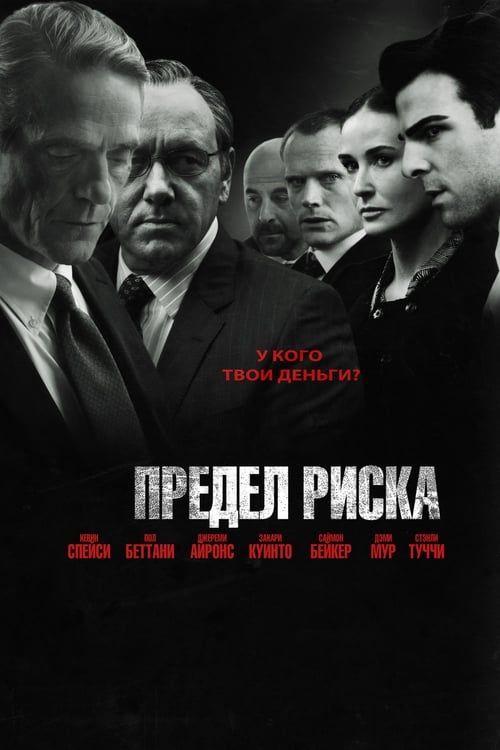 У КОГО
ТВОИ ДЕНЬГИ?
ПРЕДЕЛ РИСКА
КЕВИН ПОЛ ДЖЕРЕМИ ЗАКАРИ САЙМОН ДЭМИ СТЭНЛИ
СПЕЙСИ БЕТТАНИ АЙРОНС КУИНТО БЕЙКЕР МУР ТУЧЧИ